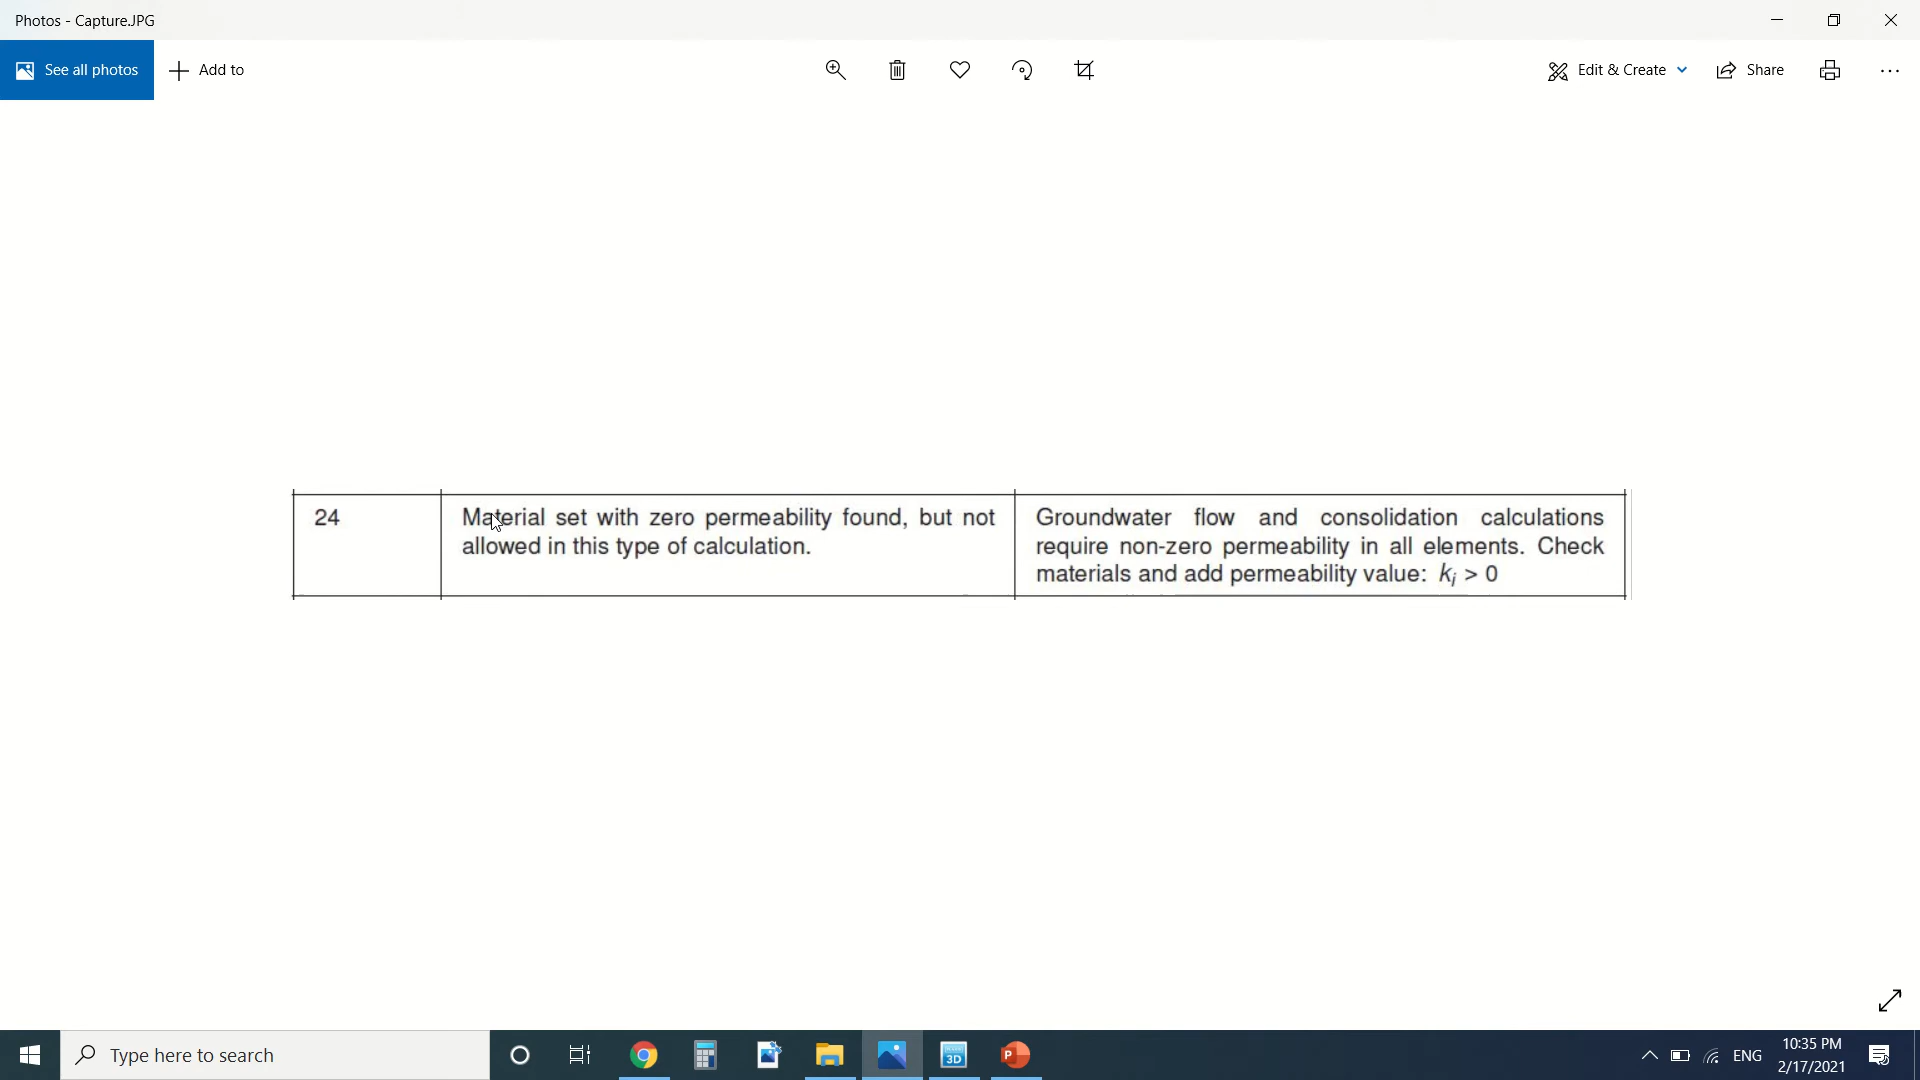 Photos - Capture.JPG
See all photos
Add to
Edit & Create
Share
24
Material set with zero permeability found, but not
allowed in this type of calculation.
Groundwater flow and consolidation calculations
require non-zero permeability in all elements. Check
materials and add permeability value: ki > 0
Type here to search
3D
P
ENG
10:35 PM
2/17/2021